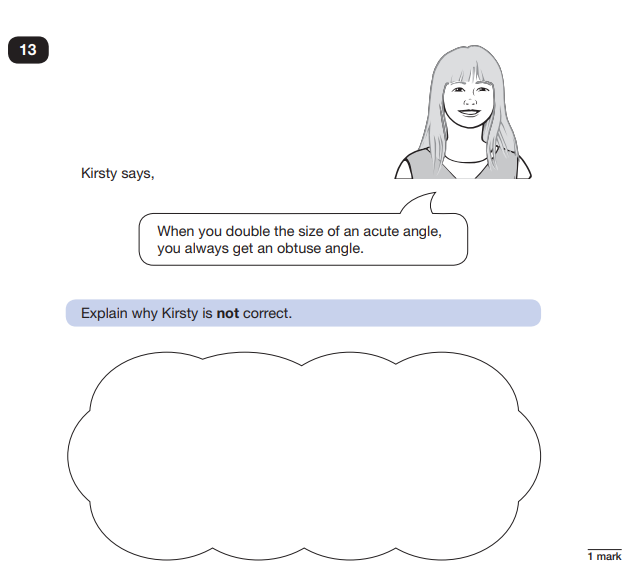 13
Kirsty says,
When you double the size of an acute angle,
you always get an obtuse angle.
Explain why Kirsty is not correct.
1 mark